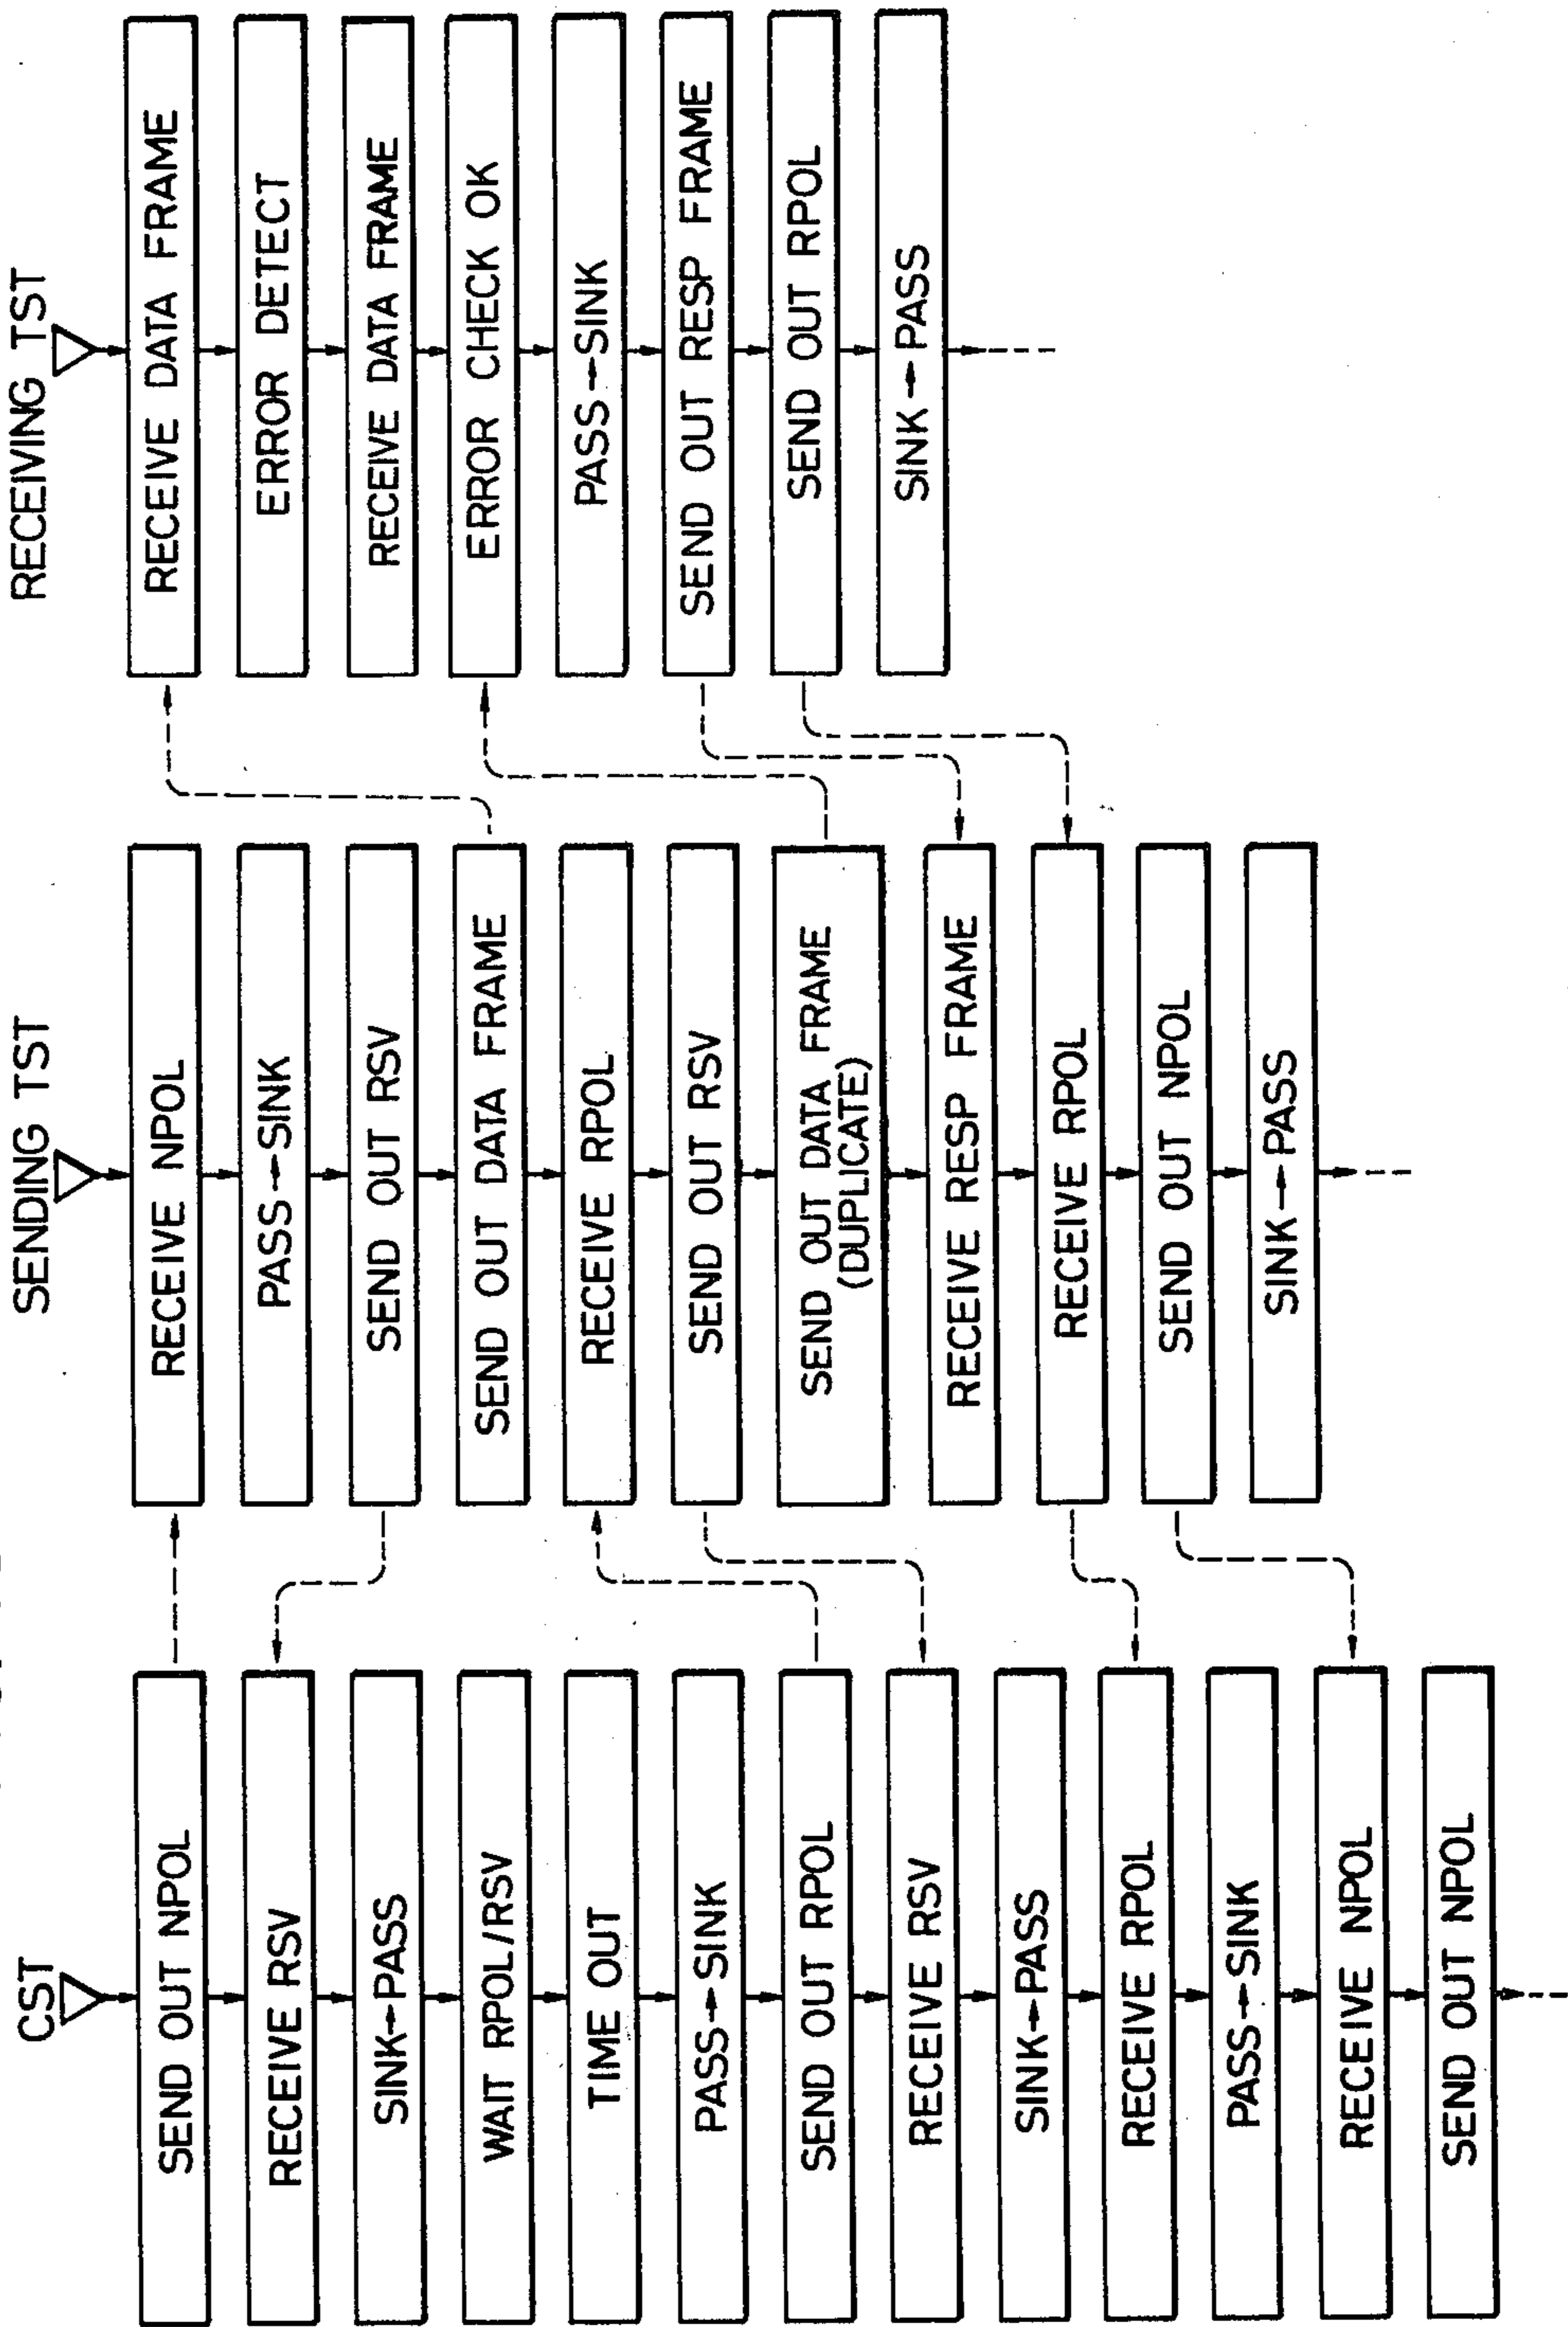 CST
SEND OUT NPOL
RECEIVE RSV
SINK→PASS
WAIT RPOL/RSV
TIME OUT
PASS→SINK
SEND OUT RPOL
RECEIVE RSV
SINK→PASS
RECEIVE RPOL
PASS→SINK
RECEIVE NPOL
SEND OUT NPOL
SENDING TST
RECEIVE NPOL
PASS→SINK
SEND OUT RSV
SEND OUT DATA FRAME
RECEIVE RPOL
SEND OUT RSV
SEND OUT DATA FRAME
(DUPLICATE)
RECEIVE RESP FRAME
RECEIVE RPOL
SEND OUT NPOL
SINK→PASS
RECEIVING TST
RECEIVE DATA FRAME
ERROR DETECT
RECEIVE DATA FRAME
ERROR CHECK OK
PASS→SINK
SEND OUT RESP FRAME
SEND OUT RPOL
SINK→PASS